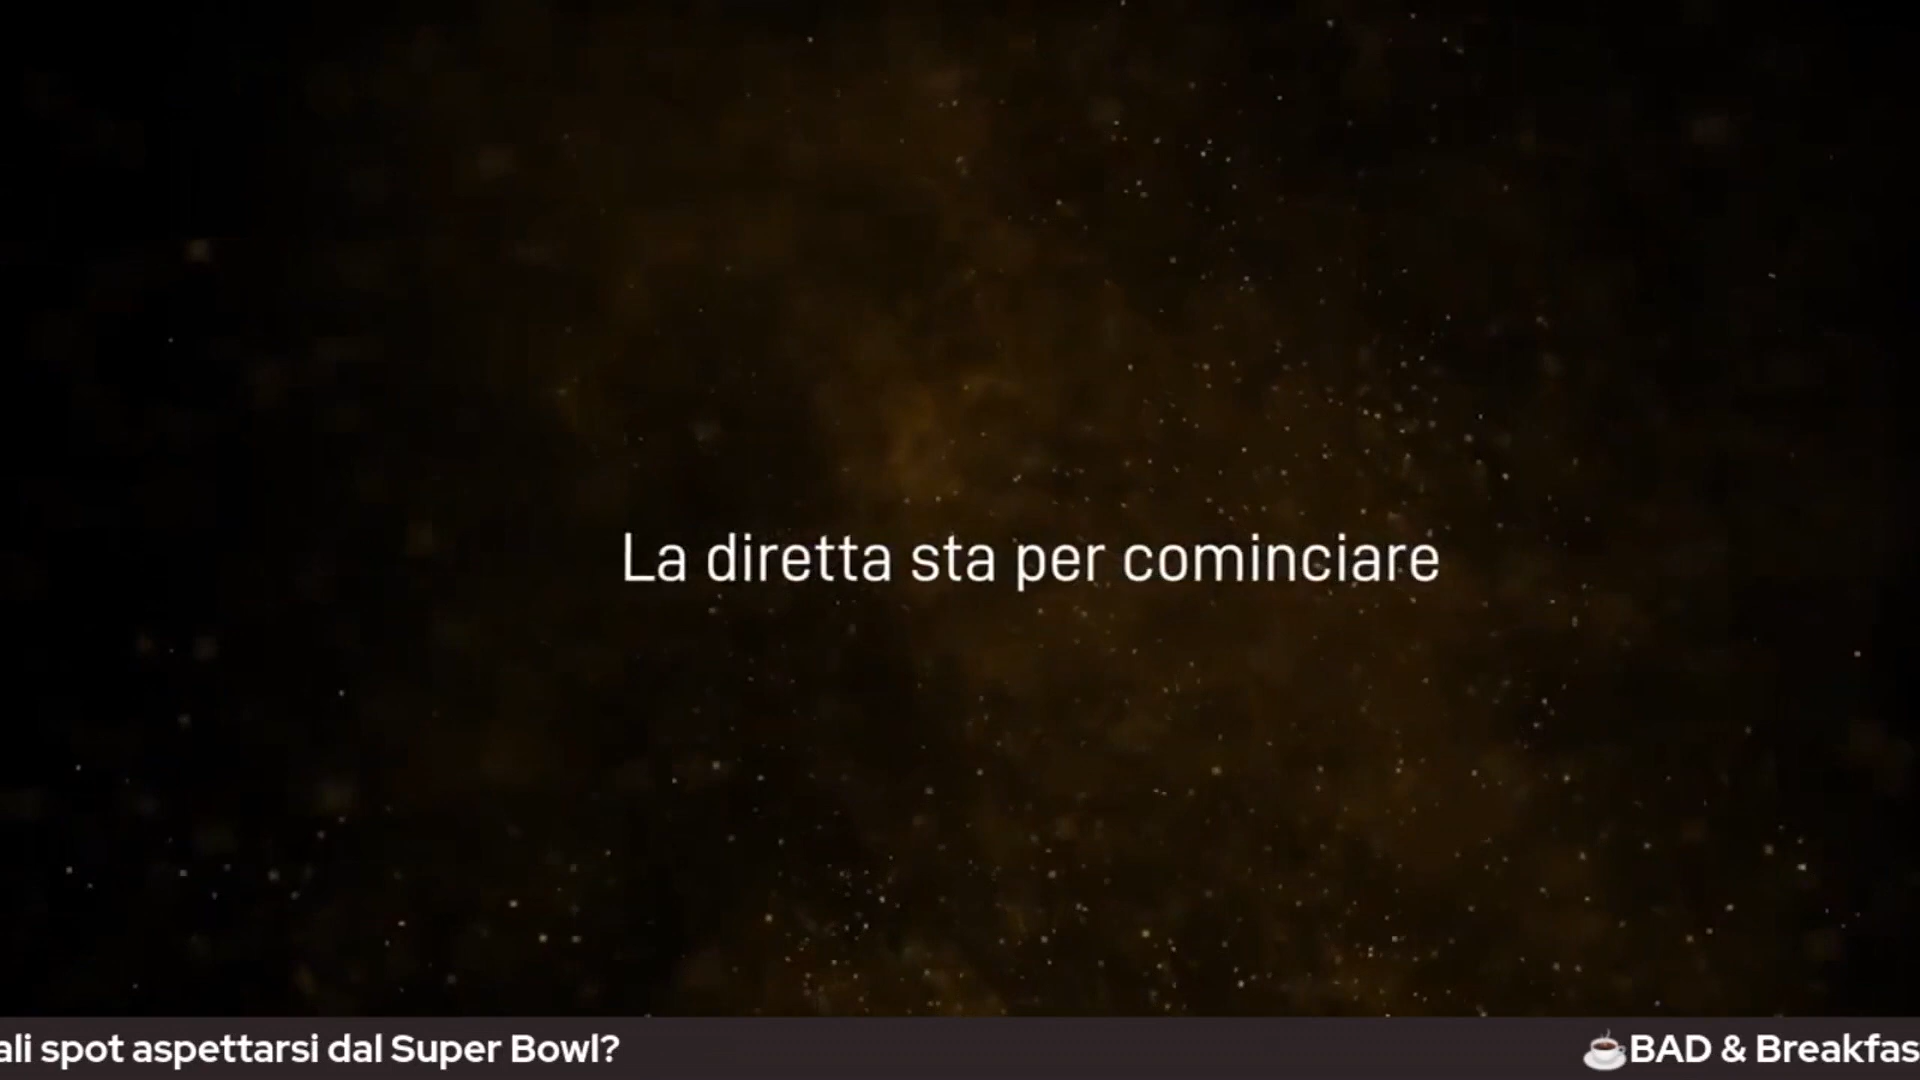 La diretta sta per cominciare
ali spot aspettarsi dal Super Bowl?
☕BAD & Breakfas